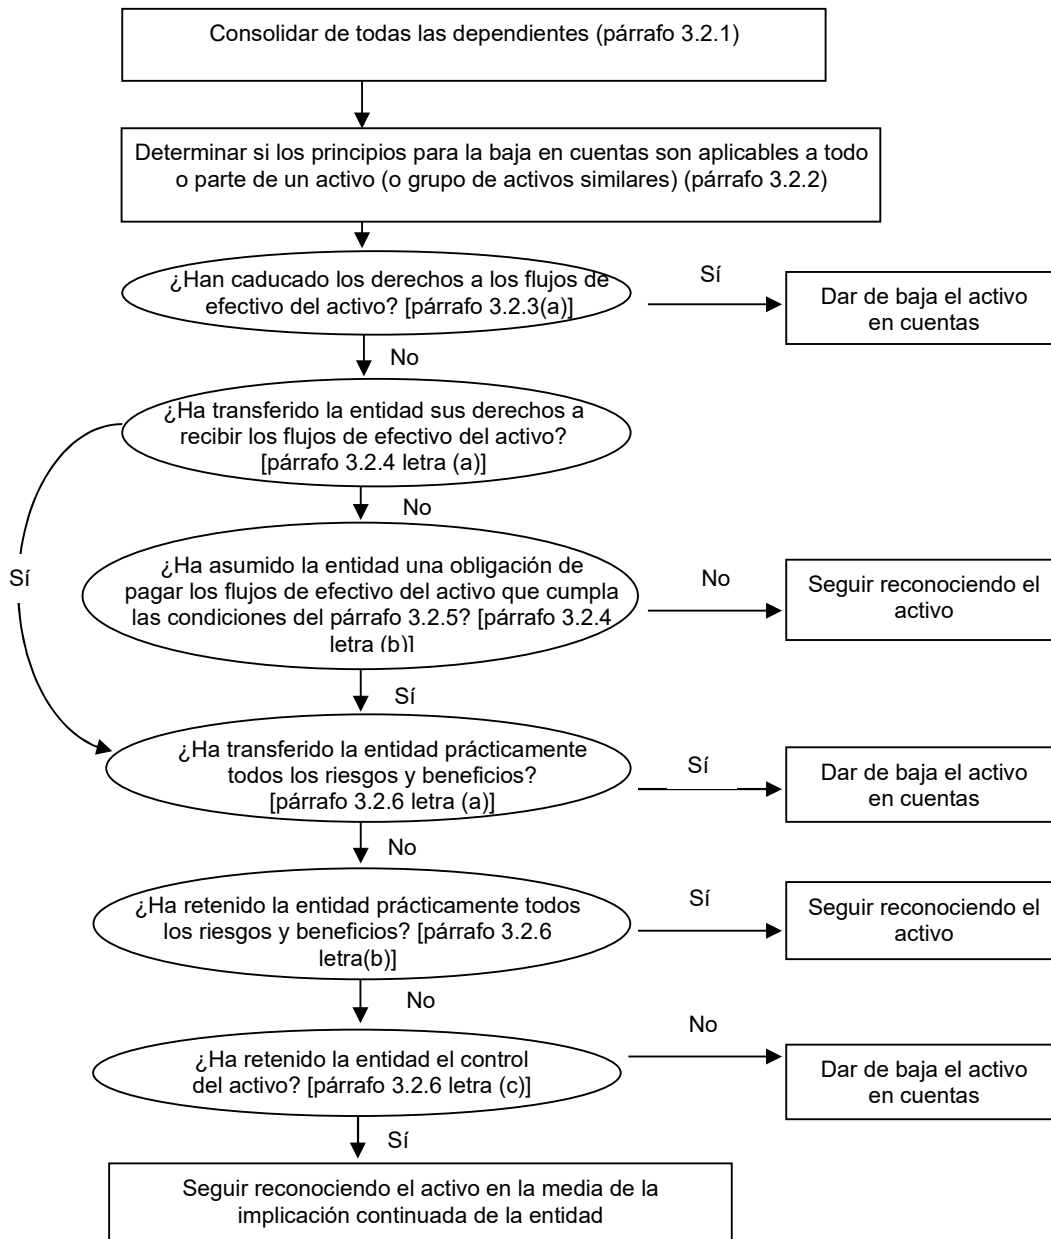 Consolidar de todas las dependientes (párrafo 3.2.1)
Determinar si los principios para la baja en cuentas son aplicables a todo
o parte de un activo (o grupo de activos similares) (párrafo 3.2.2)
¿Han caducado los derechos a los flujos de
efectivo del activo? [párrafo 3.2.3(a)]
Sí
Dar de baja el activo
en cuentas
No
¿Ha transferido la entidad sus derechos a
recibir los flujos de efectivo del activo?
[párrafo 3.2.4 letra (a)]
No
Sí
¿Ha asumido la entidad una obligación de
pagar los flujos de efectivo del activo que cumpla
las condiciones del párrafo 3.2.5? [párrafo 3.2.4
letra (b)]
No
Seguir reconociendo el
activo
Sí
¿Ha transferido la entidad prácticamente
todos los riesgos y beneficios?
[párrafo 3.2.6 letra (a)]
Sí
Dar de baja el activo
en cuentas
No
¿Ha retenido la entidad prácticamente todos
los riesgos y beneficios? [párrafo 3.2.6
letra(b)]
Sí
Seguir reconociendo el
activo
No
¿Ha retenido la entidad el control
del activo? [párrafo 3.2.6 letra (c)]
No
Dar de baja el activo
en cuentas
Sí
Seguir reconociendo el activo en la media de la
implicación continuada de la entidad